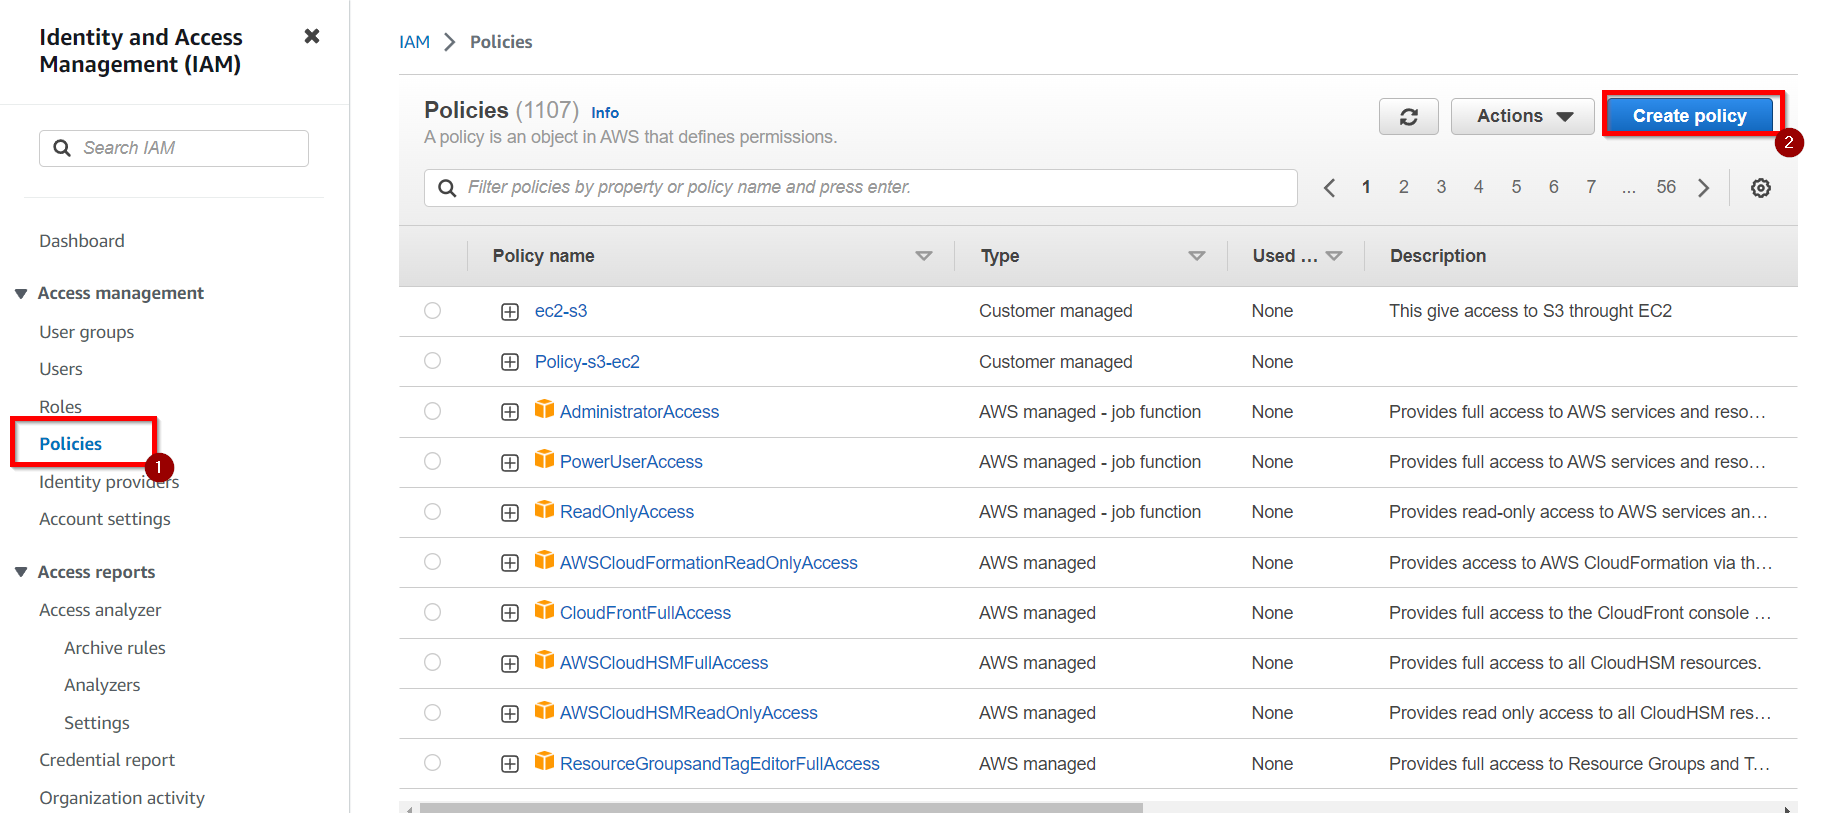 Identity and Access
Management (IAM)
Search IAM
Dashboard
Access management
User groups
Users
Roles
Policies
1
Identity providers
Account settings
Access reports
Access analyzer
Archive rules
Analyzers
Settings
Credential report
Organization activity
IAM > Policies
Policies (1107) Info
A policy is an object in AWS that defines permissions.
Actions
Create policy
2
Filter policies by property or policy name and press enter.
< 1 2 3 4 5 6 7 ... 56 >
Policy name Type Used ... Description
ec2-s3 Customer managed None This give access to S3 throught EC2
Policy-s3-ec2 Customer managed None
AdministratorAccess AWS managed - job function None Provides full access to AWS services and reso…
PowerUserAccess AWS managed - job function None Provides full access to AWS services and reso…
ReadOnlyAccess AWS managed - job function None Provides read-only access to AWS services an…
AWSCloudFormationReadOnlyAccess AWS managed None Provides access to AWS CloudFormation via th…
CloudFrontFullAccess AWS managed None Provides full access to the CloudFront console …
AWSCloudHSMFullAccess AWS managed None Provides full access to all CloudHSM resources.
AWSCloudHSMReadOnlyAccess AWS managed None Provides read only access to all CloudHSM res…
ResourceGroupsandTagEditorFullAccess AWS managed None Provides full access to Resource Groups and T…